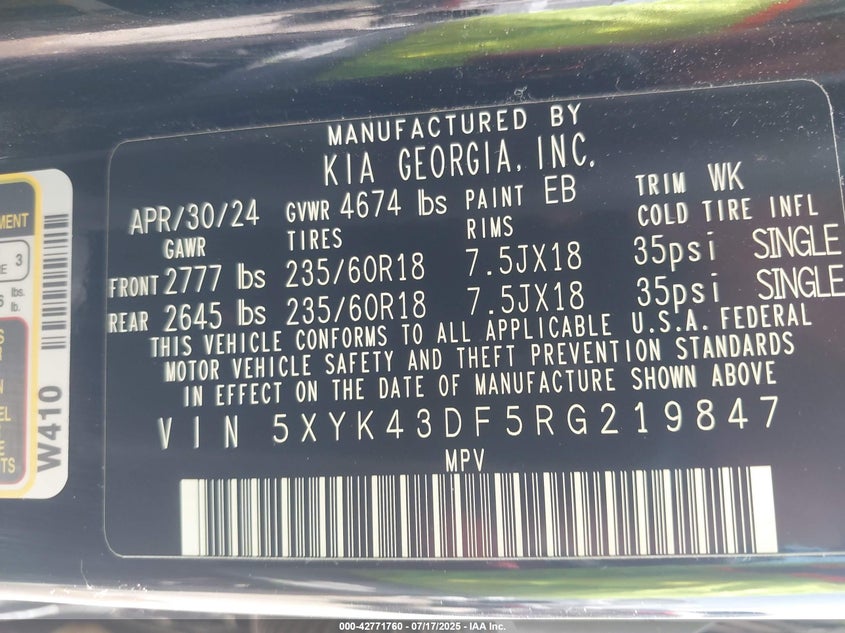 MANUFACTURED BY
KIA GEORGIA, INC.
APR/30/24 GVWR 4674 lbs PAINT EB TRIM WK
GAWR TIRES RIMS COLD TIRE INFL
FRONT 2777 lbs 235/60R18 7.5JX18 35psi SINGLE
REAR 2645 lbs 235/60R18 7.5JX18 35psi SINGLE
THIS VEHICLE CONFORMS TO ALL APPLICABLE U.S.A. FEDERAL
MOTOR VEHICLE SAFETY AND THEFT PREVENTION STANDARDS
IN EFFECT ON THE DATE OF MANUFACTURE SHOWN ABOVE
VIN 5XYK43DF5RG219847
MPV
3
lbs.
lb.
W410
000-42771760 - 07/17/2025 - IAA Inc.